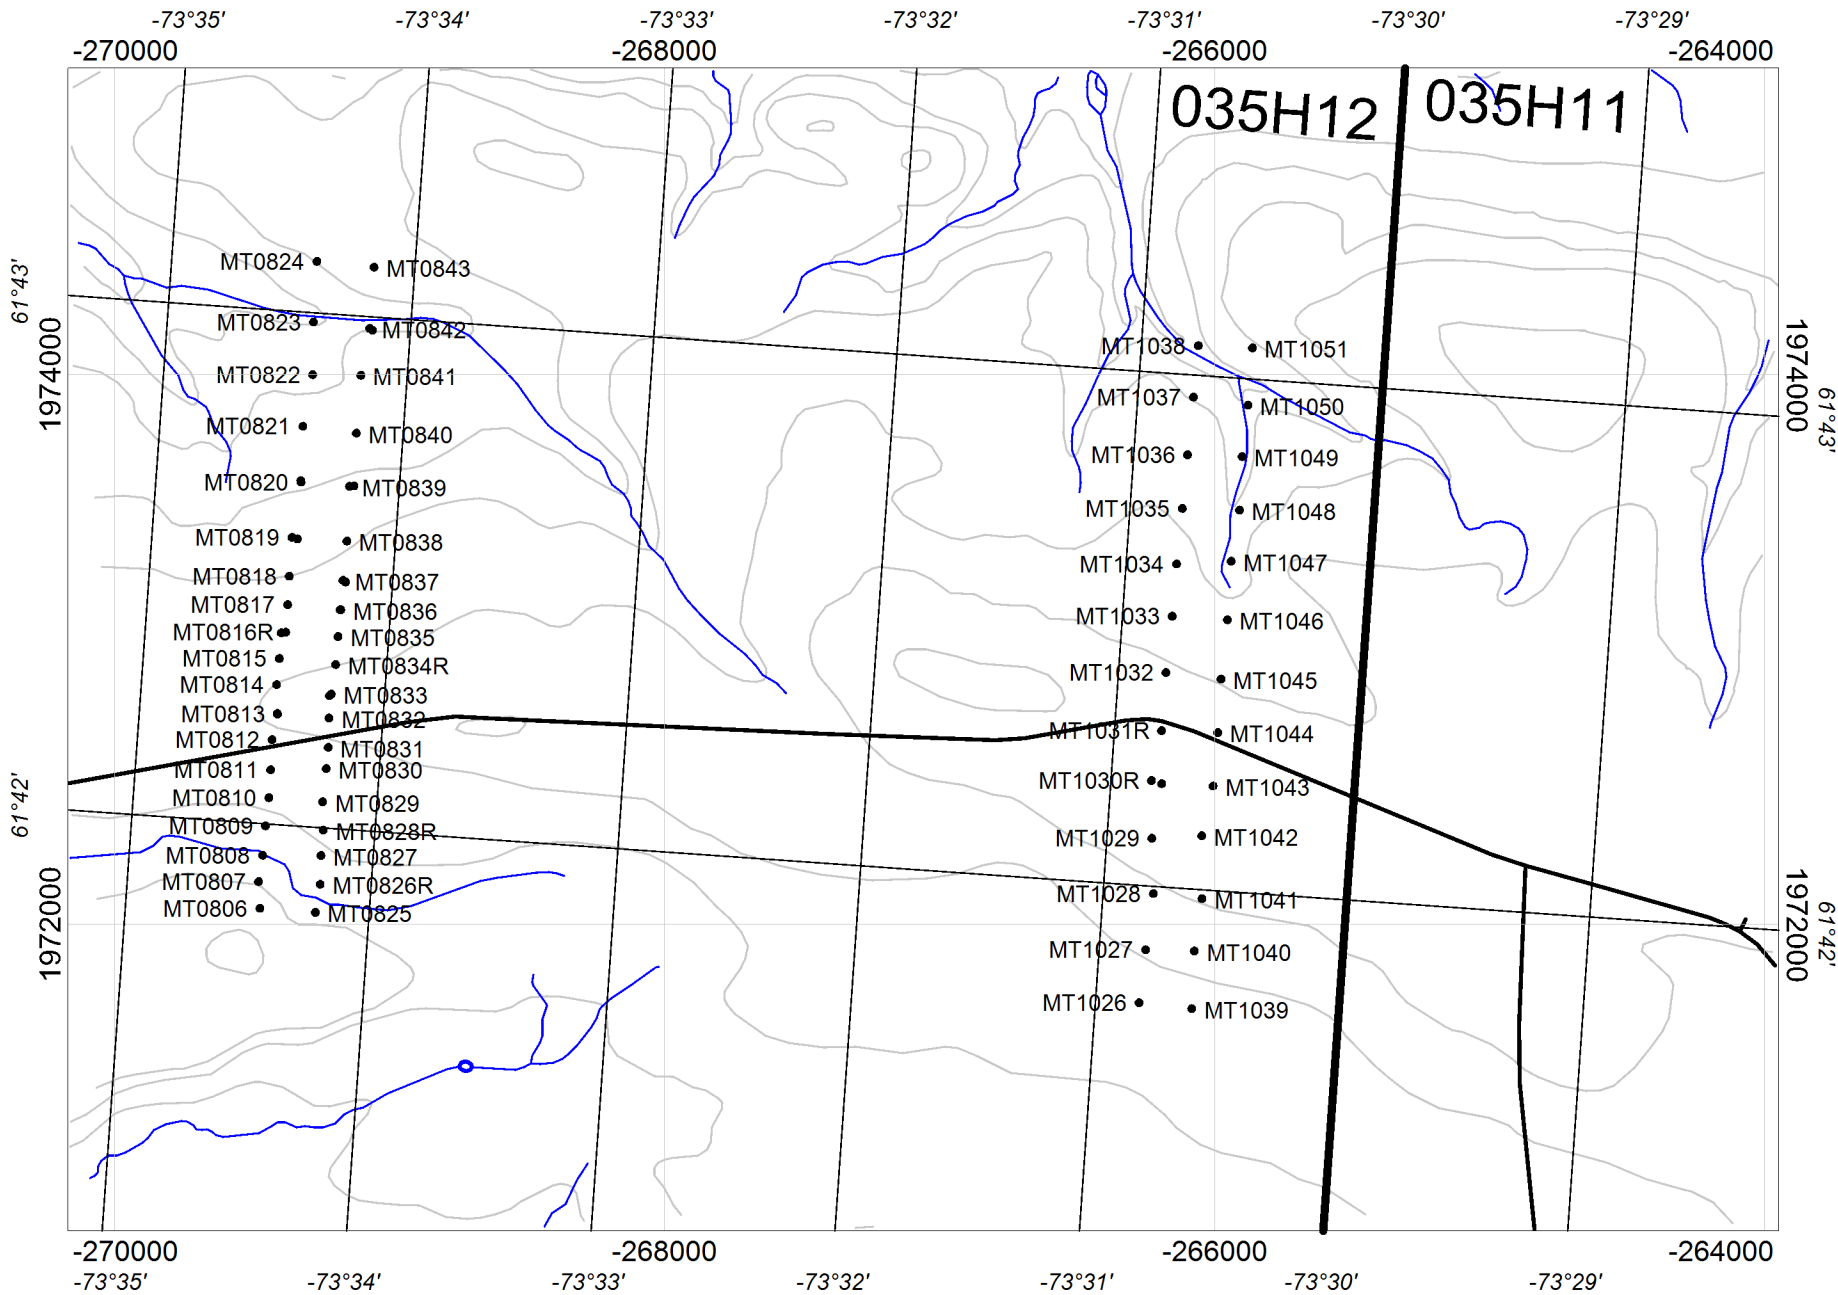 -73°35' -73°34' -73°33' -73°32' -73°31' -73°30' -73°29'
-270000 -268000 -266000 -264000
035H12 035H11
61°43'
1974000
61°42'
1972000
MT0824 MT0843
MT0823 MT0842
MT0822 MT0841
MT0821 MT0840
MT0820 MT0839
MT0819 MT0838
MT0818 MT0837
MT0817 MT0836
MT0816R MT0835
MT0815 MT0834R
MT0814 MT0833
MT0813 MT0832
MT0812 MT0831
MT0811 MT0830
MT0810 MT0829
MT0809 MT0828R
MT0808 MT0827
MT0807 MT0826R
MT0806 MT0825
MT1038 MT1051
MT1037 MT1050
MT1036 MT1049
MT1035 MT1048
MT1034 MT1047
MT1033 MT1046
MT1032 MT1045
MT1031R MT1044
MT1030R MT1043
MT1029 MT1042
MT1028 MT1041
MT1027 MT1040
MT1026 MT1039
1974000
61°43'
1972000
61°42'
-270000 -268000 -266000 -264000
-73°35' -73°34' -73°33' -73°32' -73°31' -73°30' -73°29'